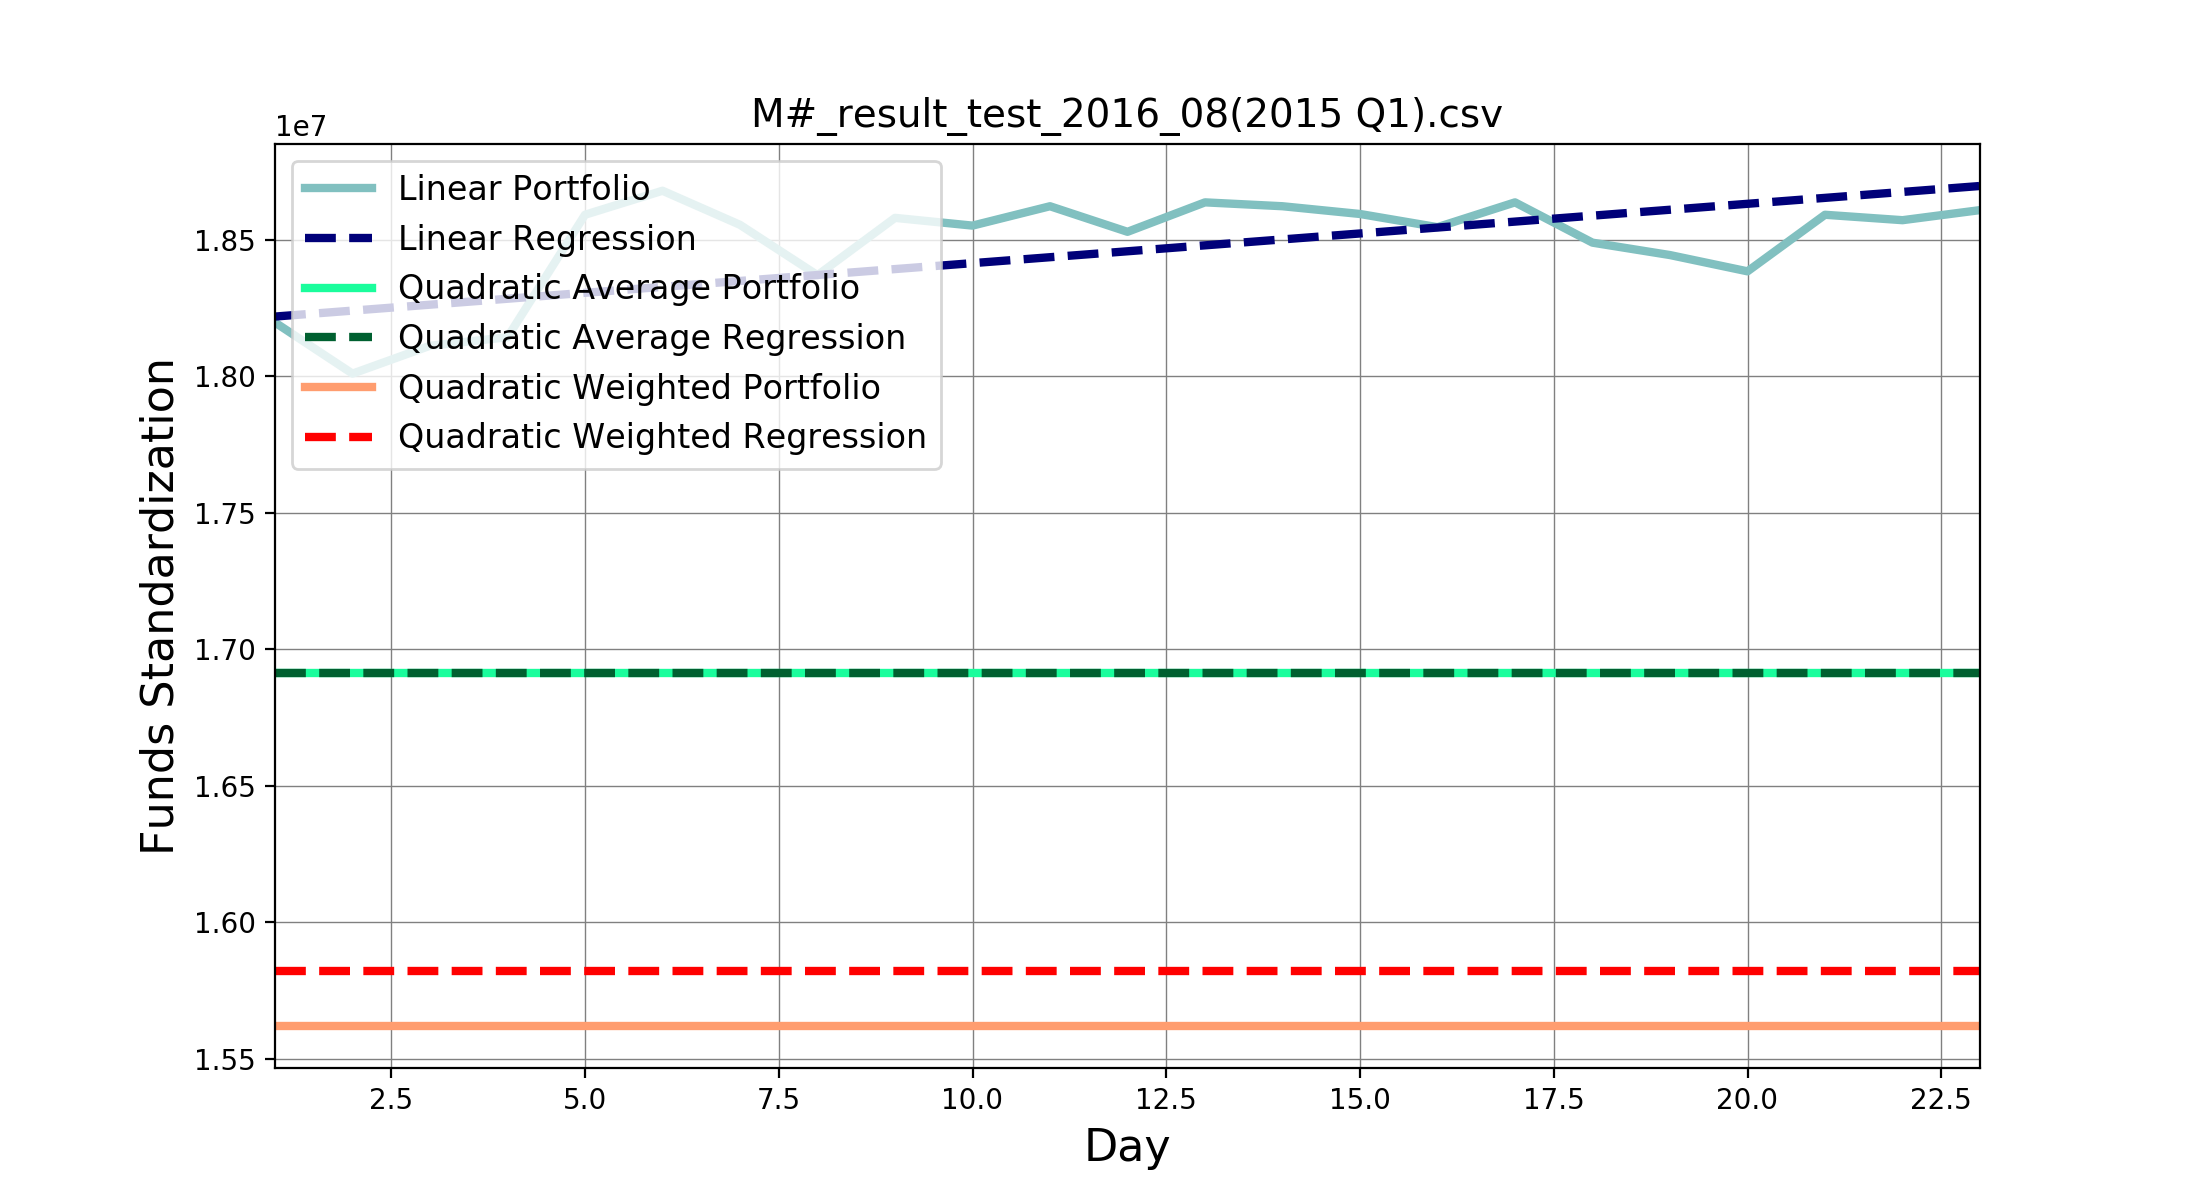 M#_result_test_2016_08(2015 Q1).csv
1e7
Linear Portfolio
Linear Regression
Quadratic Average Portfolio
Quadratic Average Regression
Quadratic Weighted Portfolio
Quadratic Weighted Regression
1.85
1.80
1.75
1.70
1.65
1.60
1.55
Funds Standardization
2.5 5.0 7.5 10.0 12.5 15.0 17.5 20.0 22.5
Day